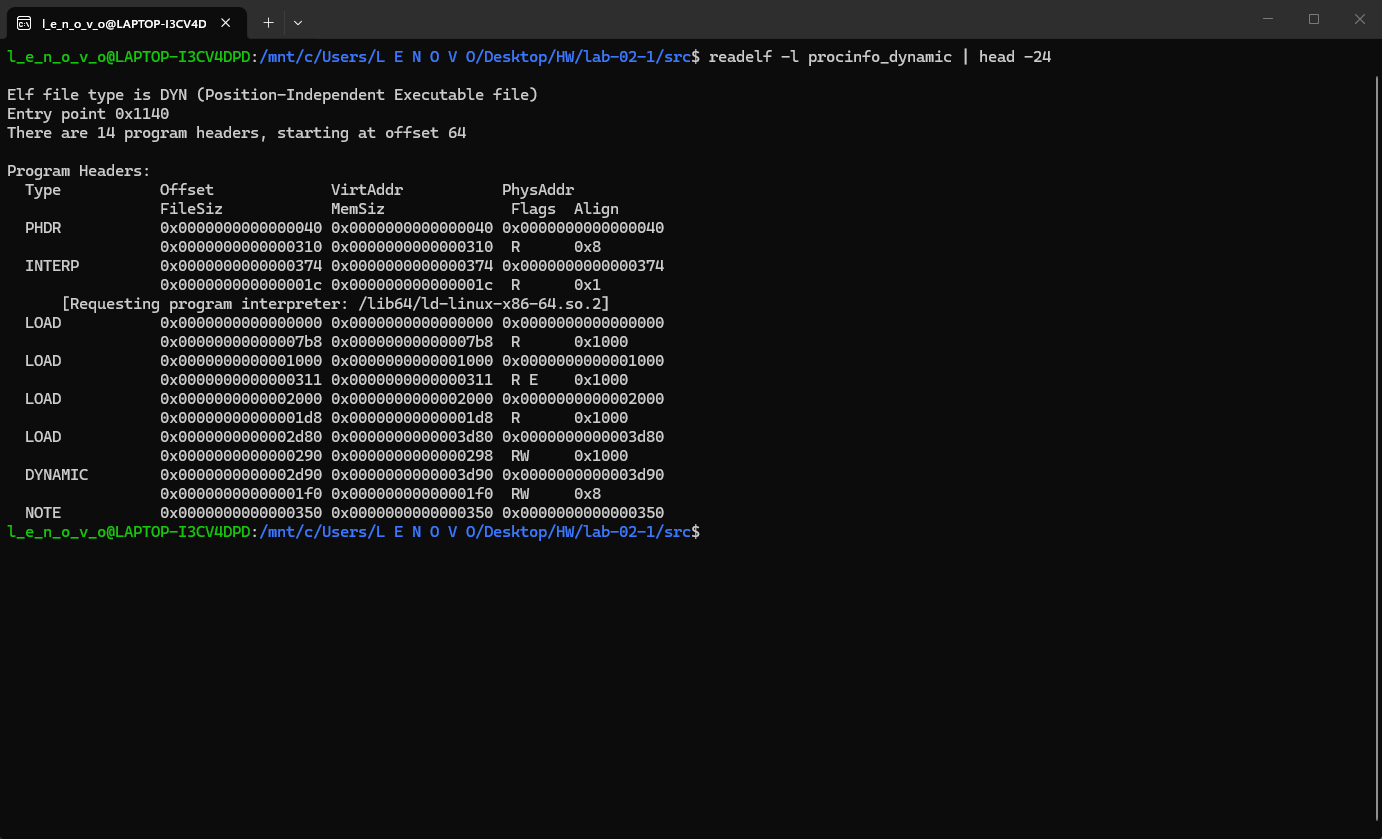 l_e_n_o_v_o@LAPTOP-I3CV4D
l_e_n_o_v_o@LAPTOP-I3CV4DPD:/mnt/c/Users/L E N O V O/Desktop/HW/lab-02-1/src$ readelf -l procinfo_dynamic | head -24

Elf file type is DYN (Position-Independent Executable file)
Entry point 0x1140
There are 14 program headers, starting at offset 64

Program Headers:
  Type           Offset             VirtAddr           PhysAddr
                 FileSiz            MemSiz              Flags  Align
  PHDR           0x0000000000000040 0x0000000000000040 0x0000000000000040
                 0x0000000000000310 0x0000000000000310  R      0x8
  INTERP         0x0000000000000374 0x0000000000000374 0x0000000000000374
                 0x000000000000001c 0x000000000000001c  R      0x1
      [Requesting program interpreter: /lib64/ld-linux-x86-64.so.2]
  LOAD           0x0000000000000000 0x0000000000000000 0x0000000000000000
                 0x00000000000007b8 0x00000000000007b8  R      0x1000
  LOAD           0x0000000000001000 0x0000000000001000 0x0000000000001000
                 0x0000000000000311 0x0000000000000311  R E    0x1000
  LOAD           0x0000000000002000 0x0000000000002000 0x0000000000002000
                 0x00000000000001d8 0x00000000000001d8  R      0x1000
  LOAD           0x0000000000002d80 0x0000000000003d80 0x0000000000003d80
                 0x0000000000000290 0x0000000000000298  RW     0x1000
  DYNAMIC        0x0000000000002d90 0x0000000000003d90 0x0000000000003d90
                 0x00000000000001f0 0x00000000000001f0  RW     0x8
  NOTE           0x0000000000000350 0x0000000000000350 0x0000000000000350
l_e_n_o_v_o@LAPTOP-I3CV4DPD:/mnt/c/Users/L E N O V O/Desktop/HW/lab-02-1/src$